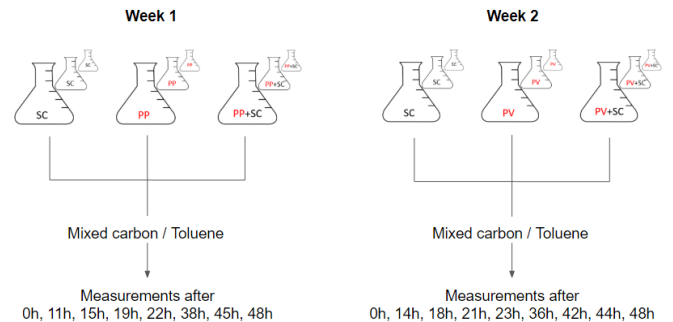 Week 1
Week 2
SC
SC
SC
PP
PP
PP
PP+SC
PP+SC
PP+SC
SC
SC
SC
PV
PV
PV
PV+SC
PV+SC
PV+SC
Mixed carbon / Toluene
Mixed carbon / Toluene
Measurements after
0h, 11h, 15h, 19h, 22h, 38h, 45h, 48h
Measurements after
0h, 14h, 18h, 21h, 23h, 36h, 42h, 44h, 48h